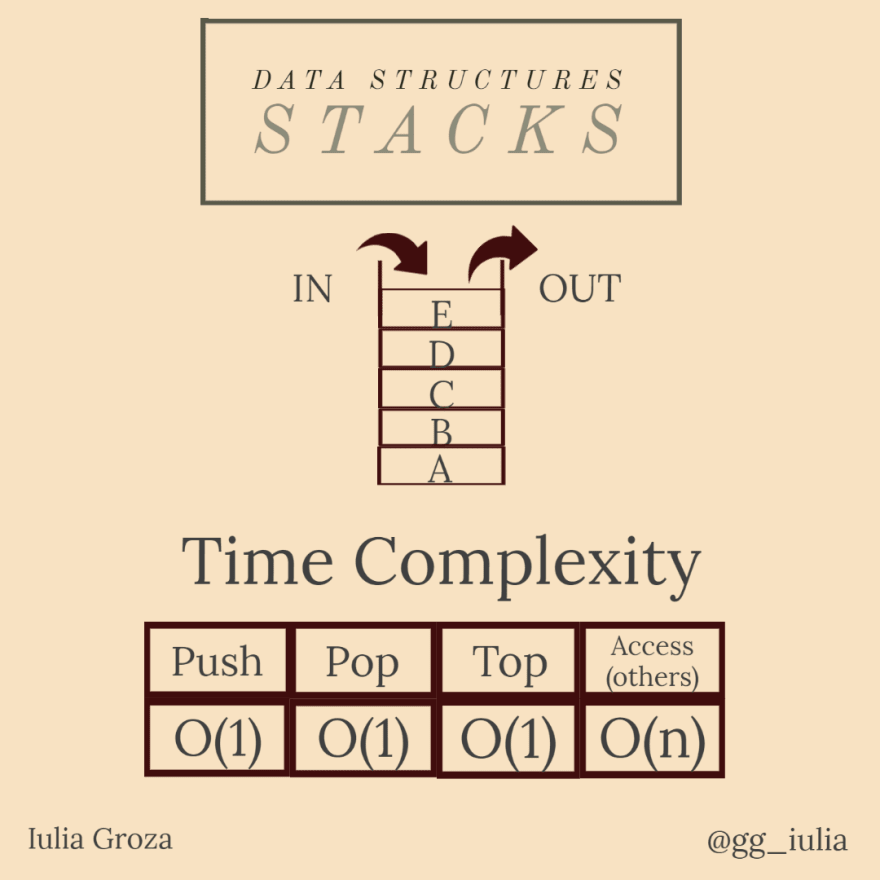 DATA STRUCTURES
STACKS
IN
OUT
E
D
C
B
A
Time Complexity
Push Pop Top Access
(others)
O(1) O(1) O(1) O(n)
Iulia Groza
@gg_iulia